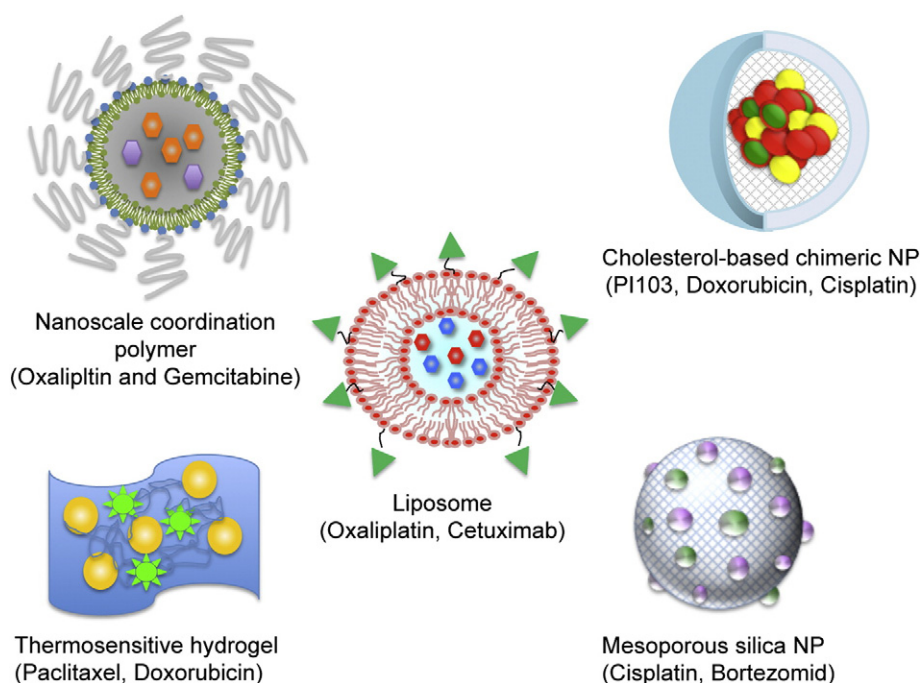 Nanoscale coordination
polymer
(Oxalipltin and Gemcitabine)
Cholesterol-based chimeric NP
(PI103, Doxorubicin, Cisplatin)
Liposome
(Oxaliplatin, Cetuximab)
Thermosensitive hydrogel
(Paclitaxel, Doxorubicin)
Mesoporous silica NP
(Cisplatin, Bortezomid)